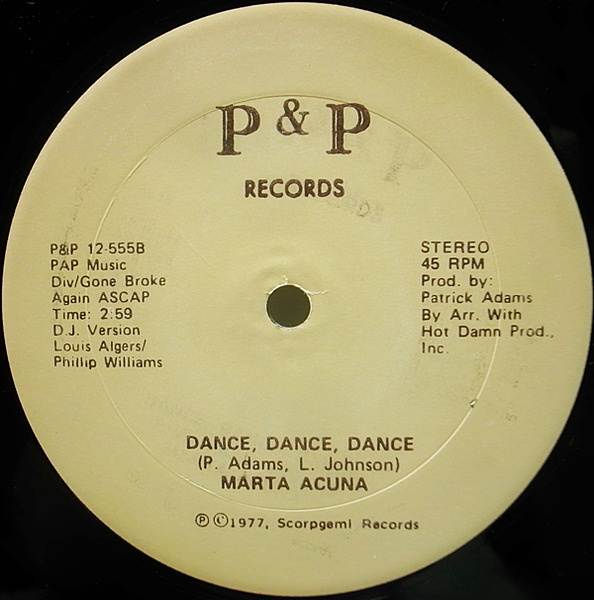 P & P
RECORDS
P&P 12-555B
PAP Music
Div/Gone Broke
Again ASCAP
Time: 2:59
D.J. Version
Louis Algers/
Phillip Williams
STEREO
45 RPM
Prod. by:
Patrick Adams
By Arr. With
Hot Damn Prod.,
Inc.
DANCE, DANCE, DANCE
(P. Adams, L. Johnson)
MARTA ACUNA
℗ ©1977, Scorpgemi Records